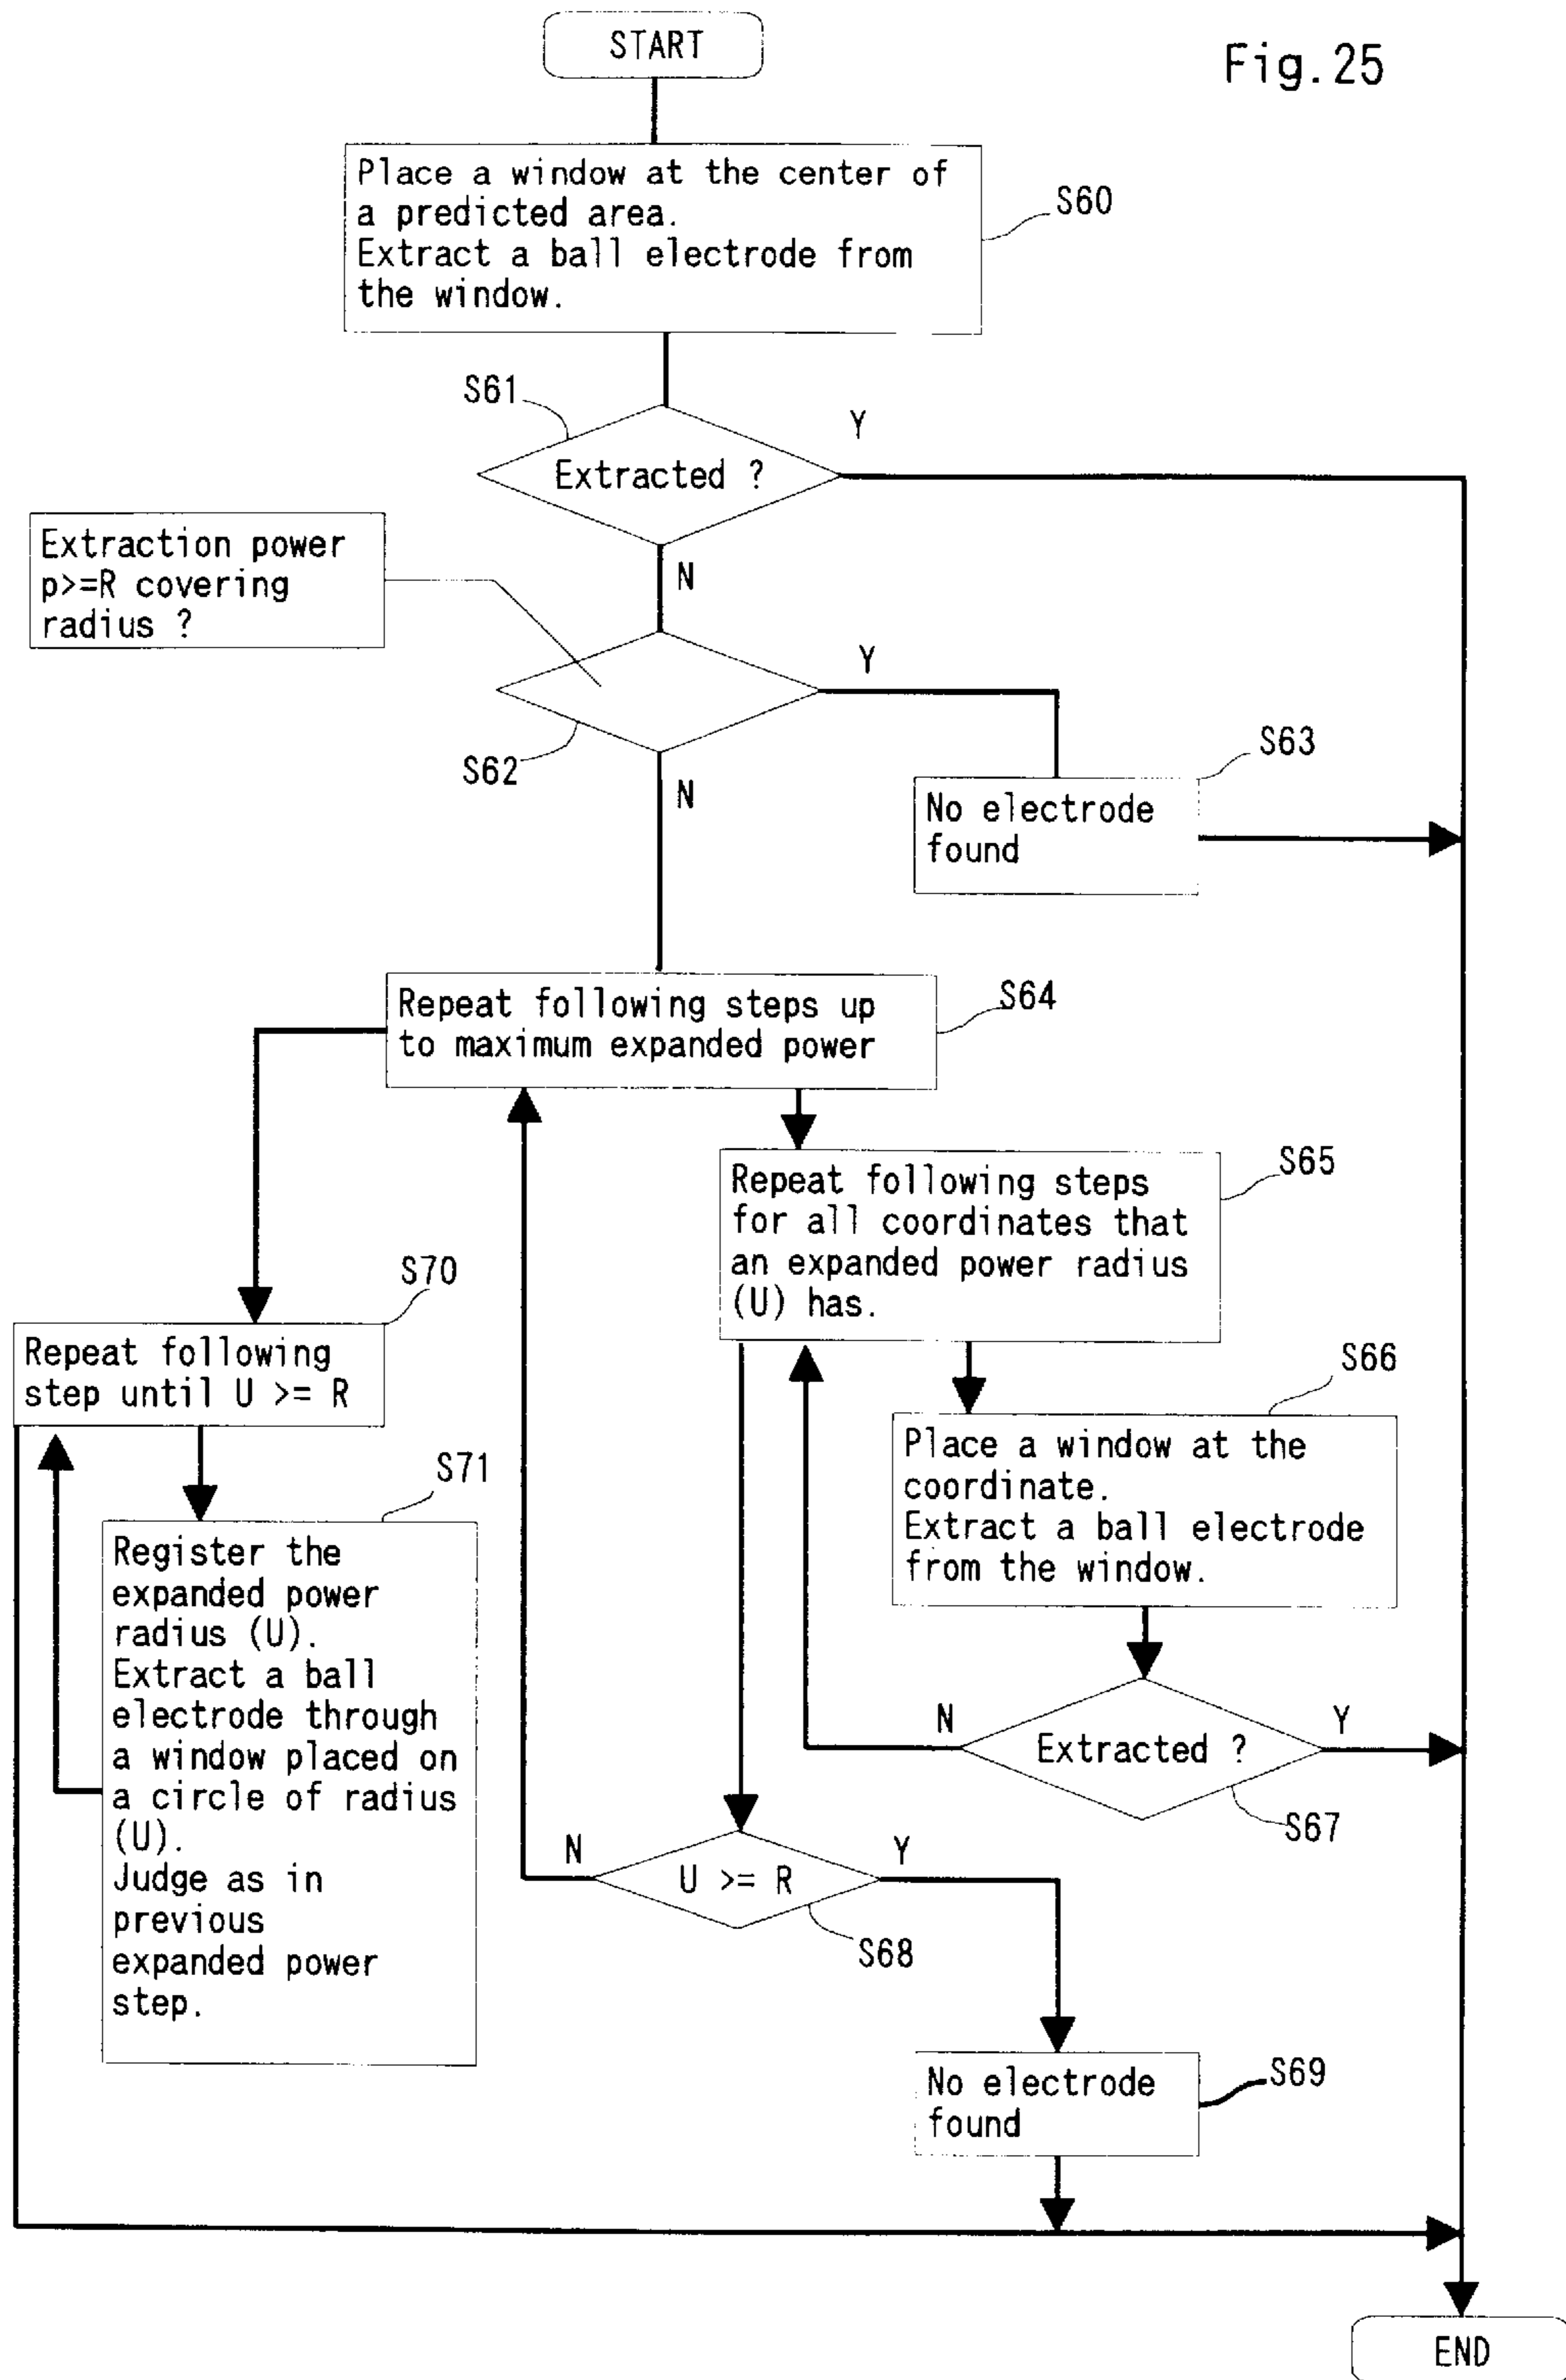 START
Fig.25
Place a window at the center of
a predicted area.
Extract a ball electrode from
the window.
S60
S61
Extracted ?
Y
N
Extraction power
p>=R covering
radius ?
Y
S62
N
S63
No electrode
found
Repeat following steps up
to maximum expanded power
S64
Repeat following steps
for all coordinates that
an expanded power radius
(U) has.
S65
S70
Repeat following
step until U >= R
S66
Place a window at the
coordinate.
Extract a ball electrode
from the window.
S71
Register the
expanded power
radius (U).
Extract a ball
electrode through
a window placed on
a circle of radius
(U).
Judge as in
previous
expanded power
step.
N
Extracted ?
Y
S67
N
U >= R
Y
S68
No electrode
found
S69
END